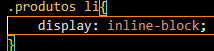 .produtos li{
display: inline-block;
}